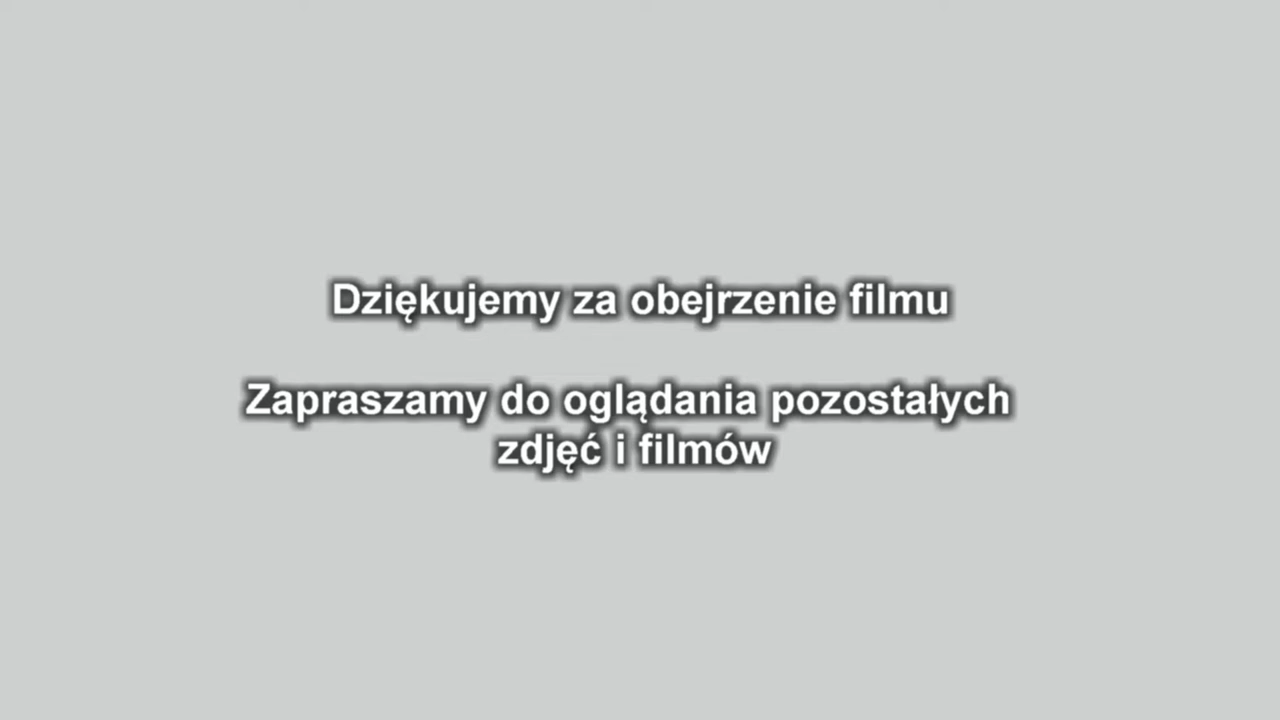 Dziękujemy za obejrzenie filmu
Zapraszamy do oglądania pozostałych
zdjęć i filmów